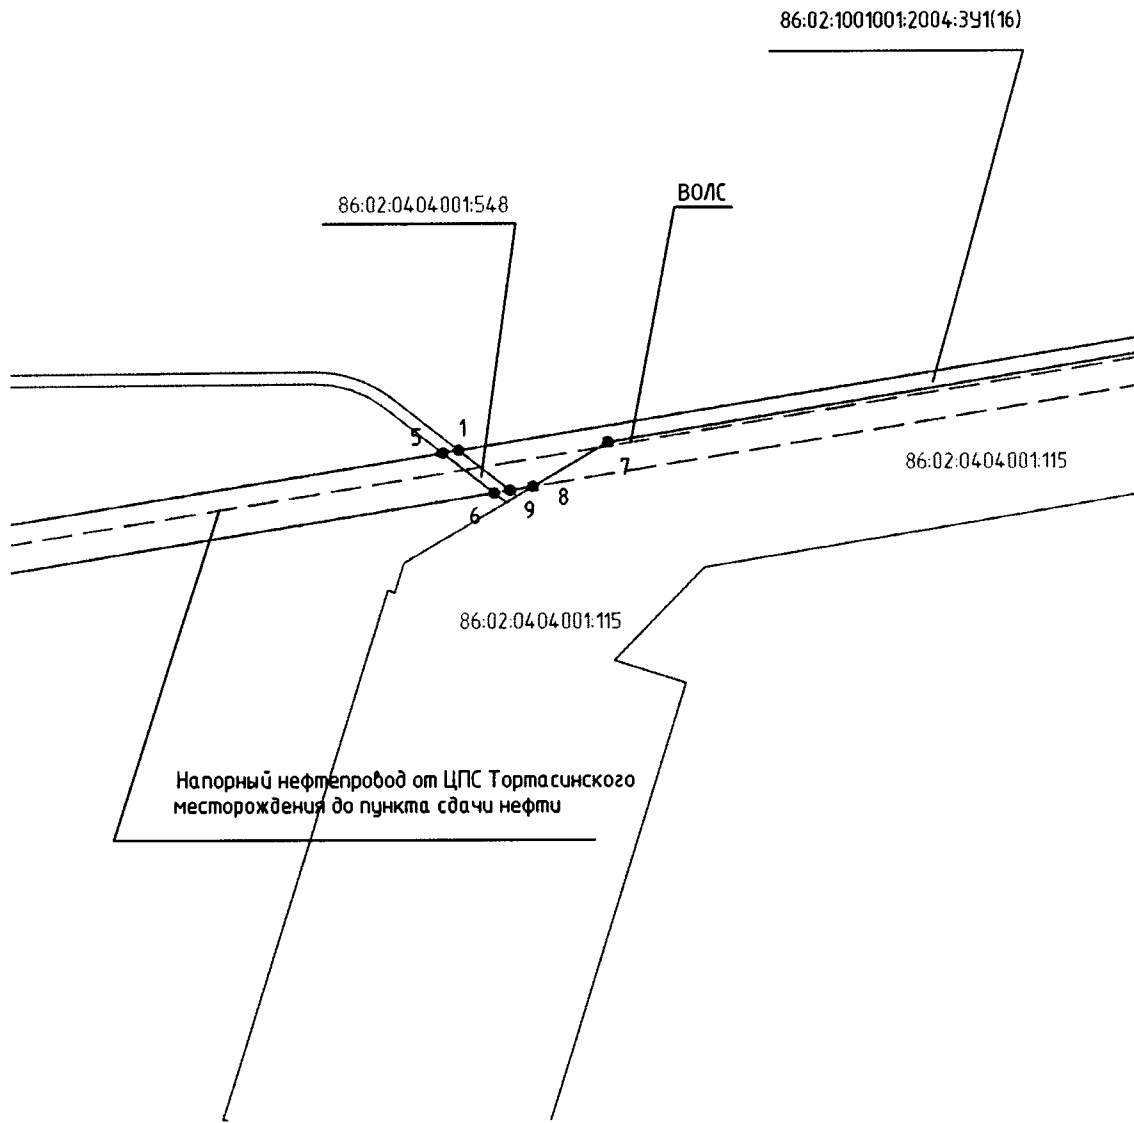 86:02:1001001:2004:ЗУ1(16)
ВОЛС
86:02:0404001:548
1
5
7
86:02:0404001:115
8
9
6
86:02:0404001:115
Напорный нефтепровод от ЦПС Тортасинского
месторождения до пункта сдачи нефти